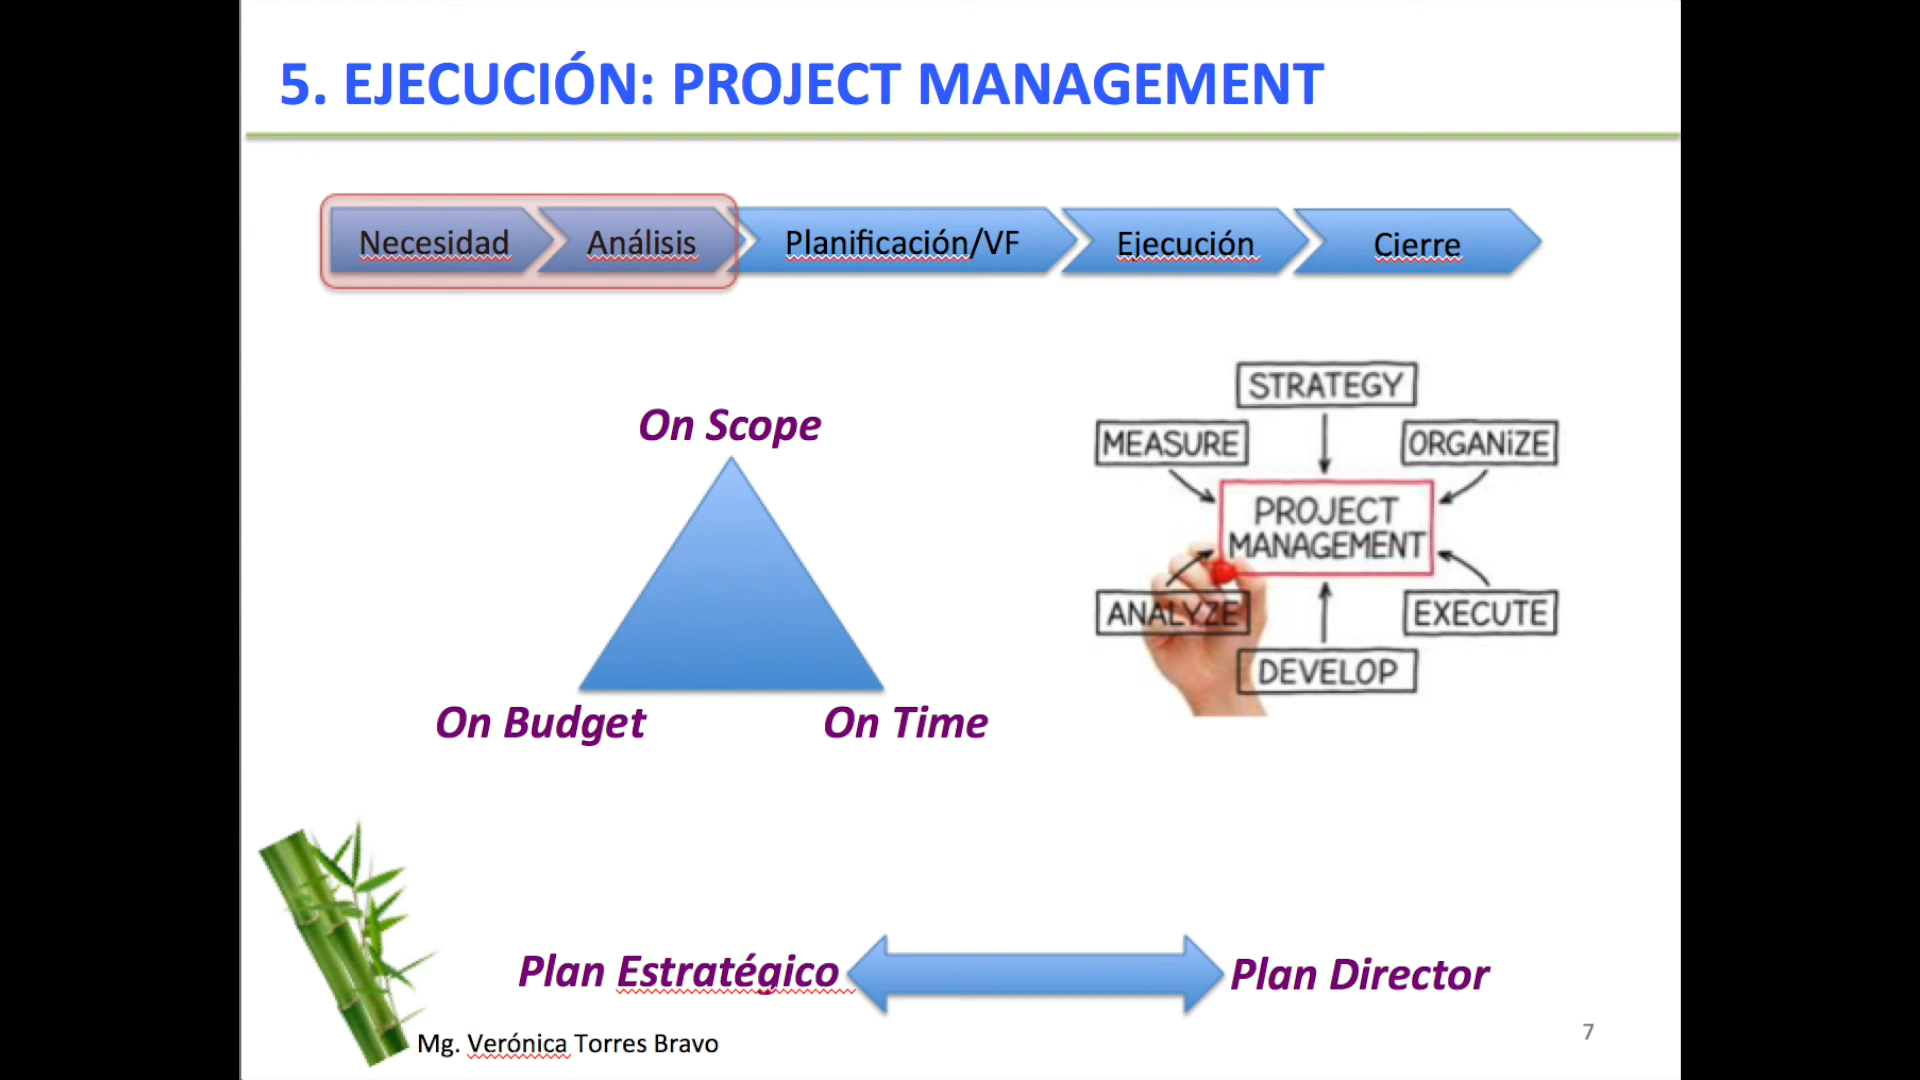 5. EJECUCIÓN: PROJECT MANAGEMENT
Necesidad
Análisis
Planificación/VF
Ejecución
Cierre
On Scope
On Budget
On Time
STRATEGY
MEASURE
ORGANiZE
PROJECT
MANAGEMENT
ANALYZE
EXECUTE
DEVELOP
Plan Estratégico
Plan Director
Mg. Verónica Torres Bravo
7